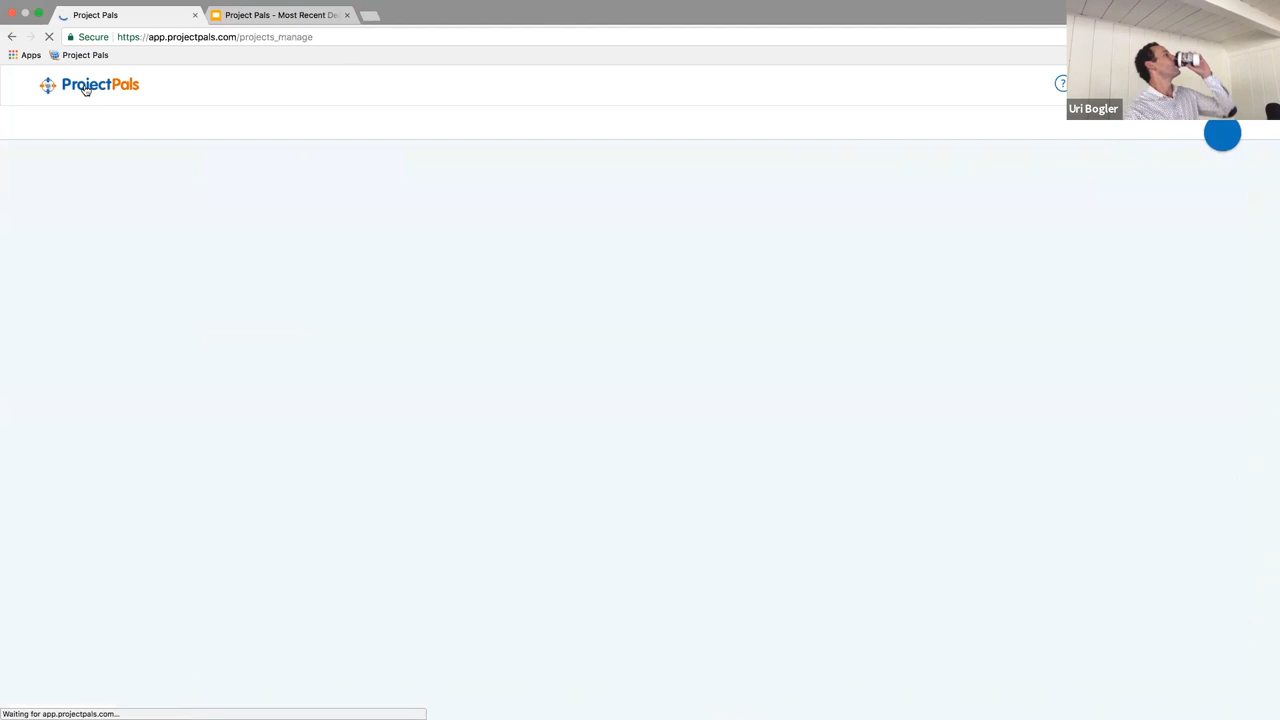 Project Pals
Project Pals - Most Recent De
Secure
https://app.projectpals.com/projects_manage
Apps
Project Pals
ProjectPals
?
Uri Bogler
Waiting for app.projectpals.com...